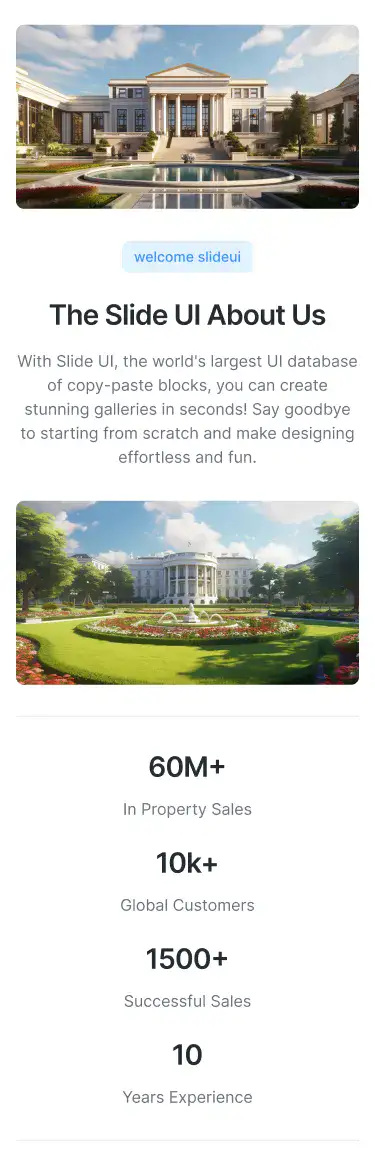 welcome slideui
The Slide UI About Us
With Slide UI, the world's largest UI database
of copy-paste blocks, you can create
stunning galleries in seconds! Say goodbye
to starting from scratch and make designing
effortless and fun.
60M+
In Property Sales
10k+
Global Customers
1500+
Successful Sales
10
Years Experience